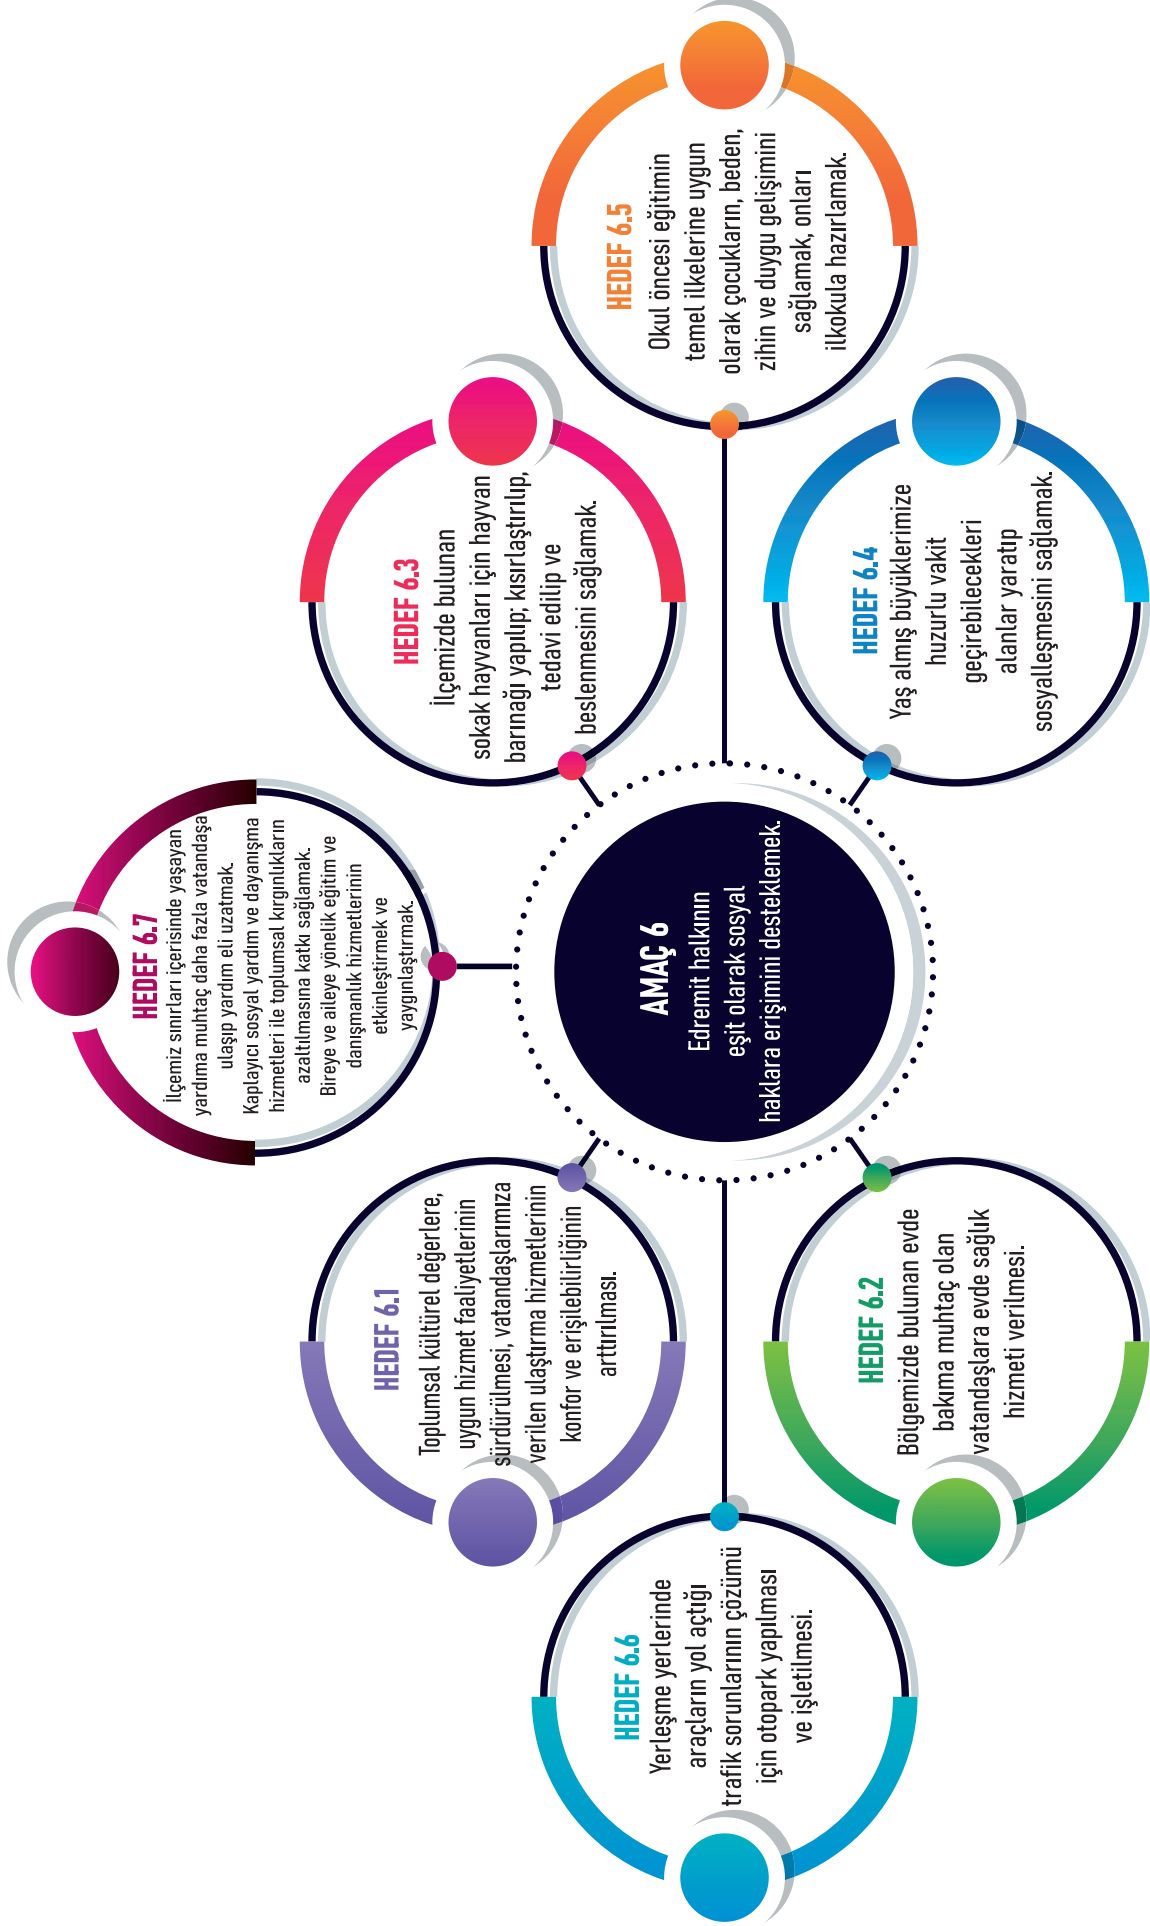 AMAÇ 6
Edremit halkının
eşit olarak sosyal
haklara erişimini desteklemek.
HEDEF 6.1
Toplumsal kültürel değerlere,
uygun hizmet faaliyetlerinin
sürdürülmesi, vatandaşlarımıza
verilen ulaştırma hizmetlerinin
konfor ve erişilebilirliğinin
arttırılması.
HEDEF 6.2
Bölgemizde bulunan evde
bakıma muhtaç olan
vatandaşlara evde sağlık
hizmeti verilmesi.
HEDEF 6.3
İlçemizde bulunan
sokak hayvanları için hayvan
barınağı yapılıp; kısırlaştırılıp,
tedavi edilip ve
beslenmesini sağlamak.
HEDEF 6.4
Yaş almış büyüklerimize
huzurlu vakit
geçirebilecekleri
alanlar yaratıp
sosyalleşmesini sağlamak.
HEDEF 6.5
Okul öncesi eğitimin
temel ilkelerine uygun
olarak çocukların, beden,
zihin ve duygu gelişimini
sağlamak, onları
ilkokula hazırlamak.
HEDEF 6.6
Yerleşme yerlerinde
araçların yol açtığı
trafik sorunlarının çözümü
için otopark yapılması
ve işletilmesi.
HEDEF 6.7
İlçemiz sınırları içerisinde yaşayan
yardıma muhtaç daha fazla vatandaşa
ulaşıp yardım eli uzatmak.
Kaplayıcı sosyal yardım ve dayanışma
hizmetleri ile toplumsal kırgınlıkların
azaltılmasına katkı sağlamak.
Bireye ve aileye yönelik eğitim ve
danışmanlık hizmetlerinin
etkinleştirmek ve
yaygınlaştırmak.